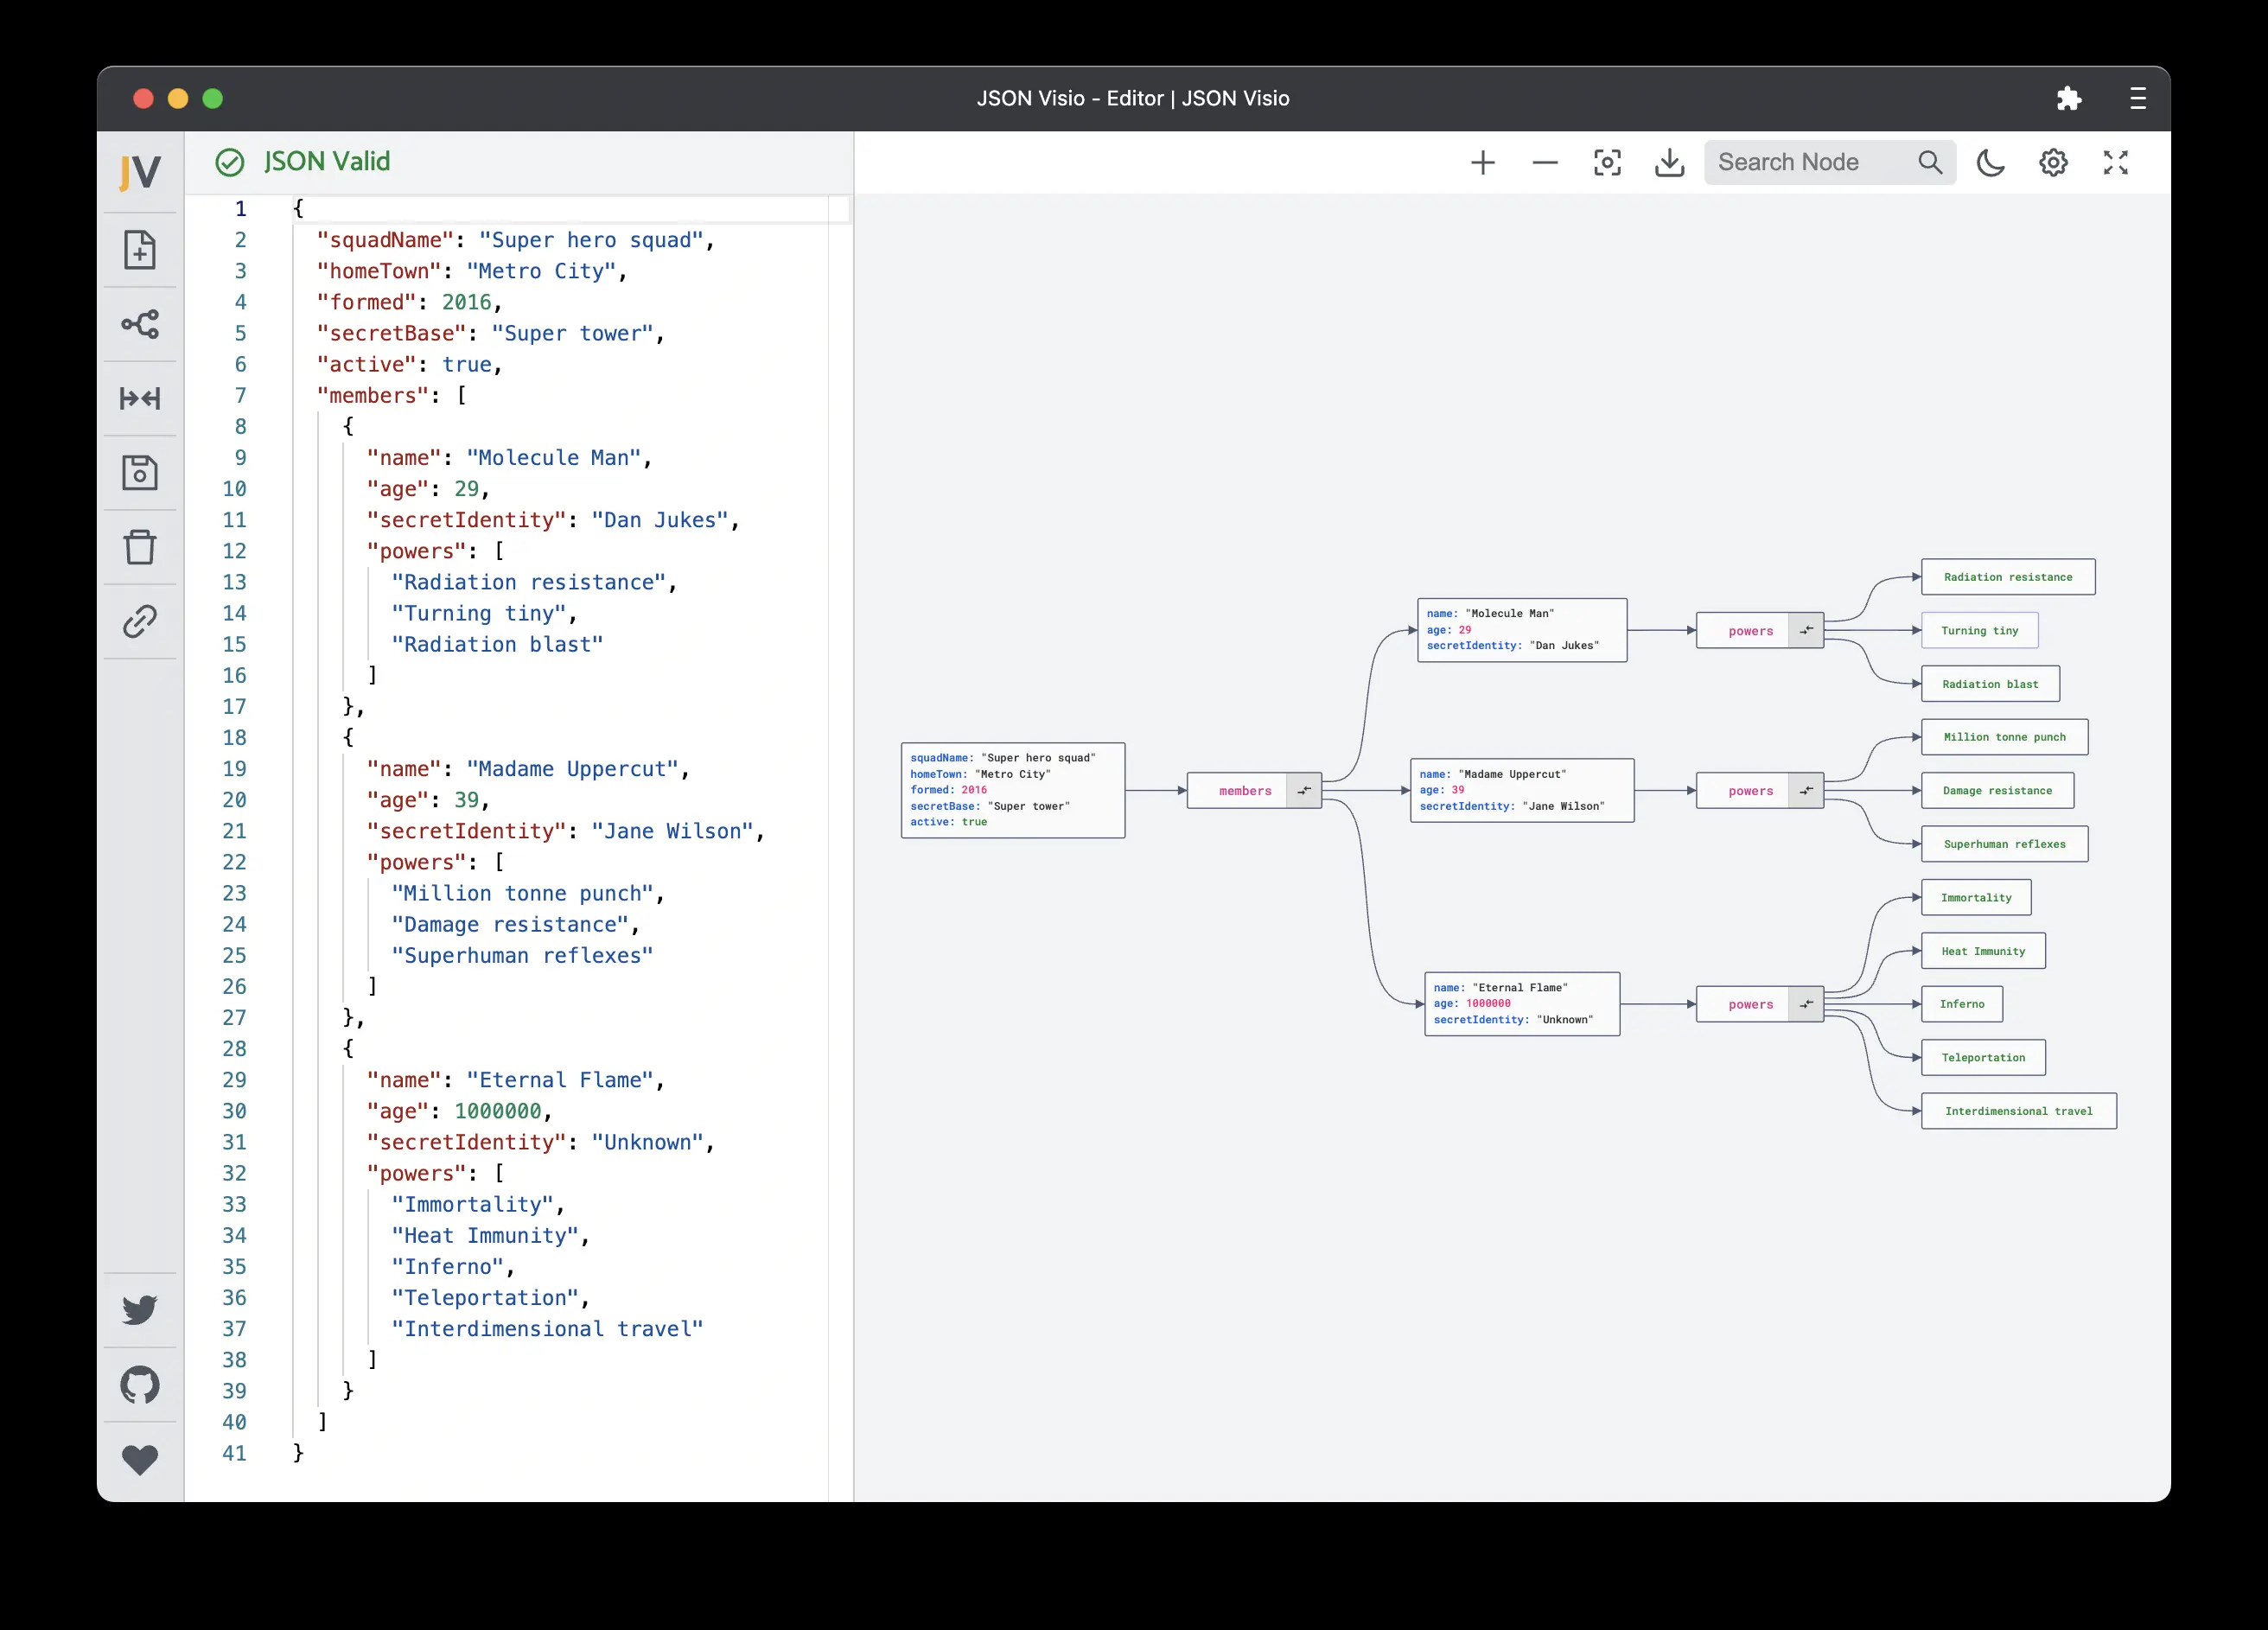 JSON Visio - Editor | JSON Visio
JV
JSON Valid
Search Node
1 {
2 "squadName": "Super hero squad",
3 "homeTown": "Metro City",
4 "formed": 2016,
5 "secretBase": "Super tower",
6 "active": true,
7 "members": [
8 {
9 "name": "Molecule Man",
10 "age": 29,
11 "secretIdentity": "Dan Jukes",
12 "powers": [
13 "Radiation resistance",
14 "Turning tiny",
15 "Radiation blast"
16 ]
17 },
18 {
19 "name": "Madame Uppercut",
20 "age": 39,
21 "secretIdentity": "Jane Wilson",
22 "powers": [
23 "Million tonne punch",
24 "Damage resistance",
25 "Superhuman reflexes"
26 ]
27 },
28 {
29 "name": "Eternal Flame",
30 "age": 1000000,
31 "secretIdentity": "Unknown",
32 "powers": [
33 "Immortality",
34 "Heat Immunity",
35 "Inferno",
36 "Teleportation",
37 "Interdimensional travel"
38 ]
39 }
40 ]
41 }
squadName: "Super hero squad"
homeTown: "Metro City"
formed: 2016
secretBase: "Super tower"
active: true
members
name: "Molecule Man"
age: 29
secretIdentity: "Dan Jukes"
powers
Radiation resistance
Turning tiny
Radiation blast
name: "Madame Uppercut"
age: 39
secretIdentity: "Jane Wilson"
powers
Million tonne punch
Damage resistance
Superhuman reflexes
name: "Eternal Flame"
age: 1000000
secretIdentity: "Unknown"
powers
Immortality
Heat Immunity
Inferno
Teleportation
Interdimensional travel